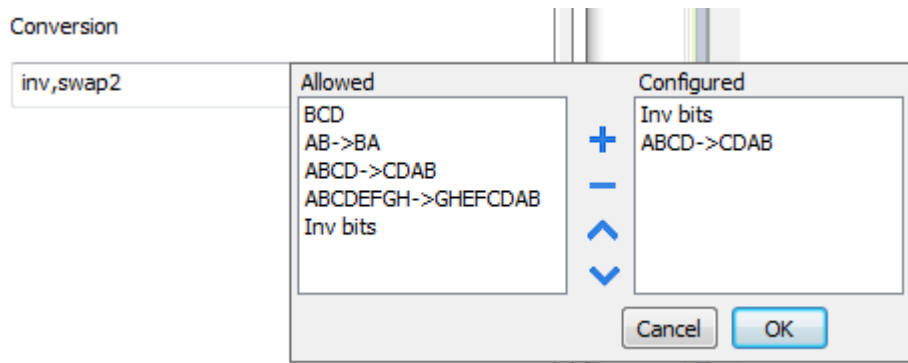 Conversion
inv,swap2
Allowed
BCD
AB->BA
ABCD->CDAB
ABCDEFGH->GHEFCDAB
Inv bits
Configured
Inv bits
ABCD->CDAB
Cancel
OK